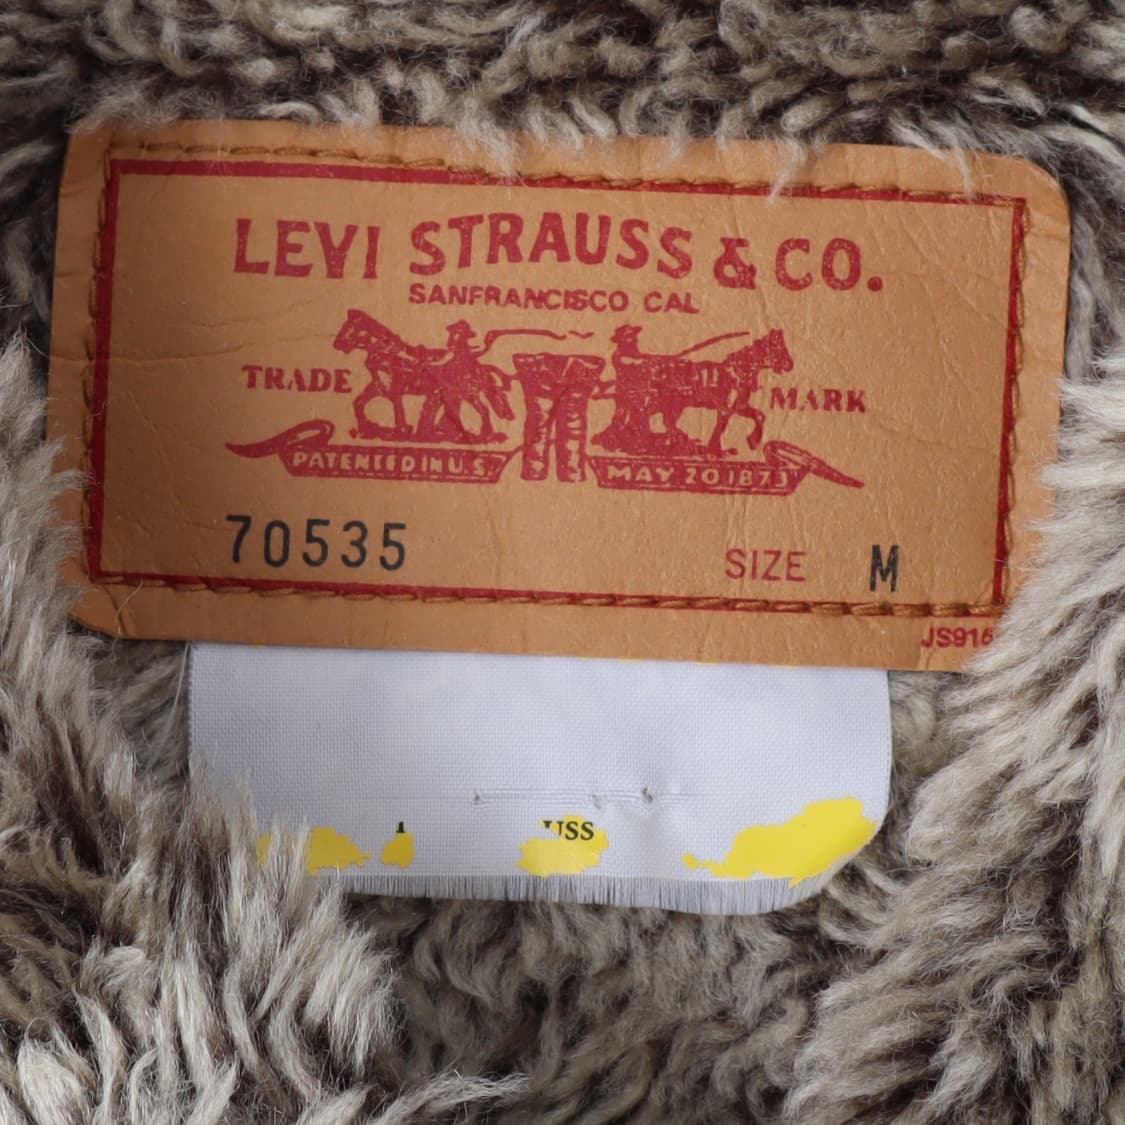 LEVI STRAUSS & CO.
SANFRANCISCO CAL
TRADE MARK
PATENTED IN U.S. MAY 20 1873
70535 SIZE M
JS916
USS